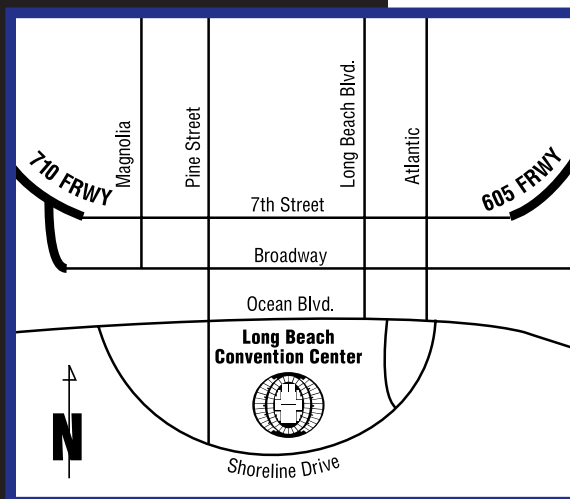 710 FRWY
Magnolia
Pine Street
Long Beach Blvd.
Atlantic
605 FRWY
7th Street
Broadway
Ocean Blvd.
Long Beach
Convention Center
N
Shoreline Drive